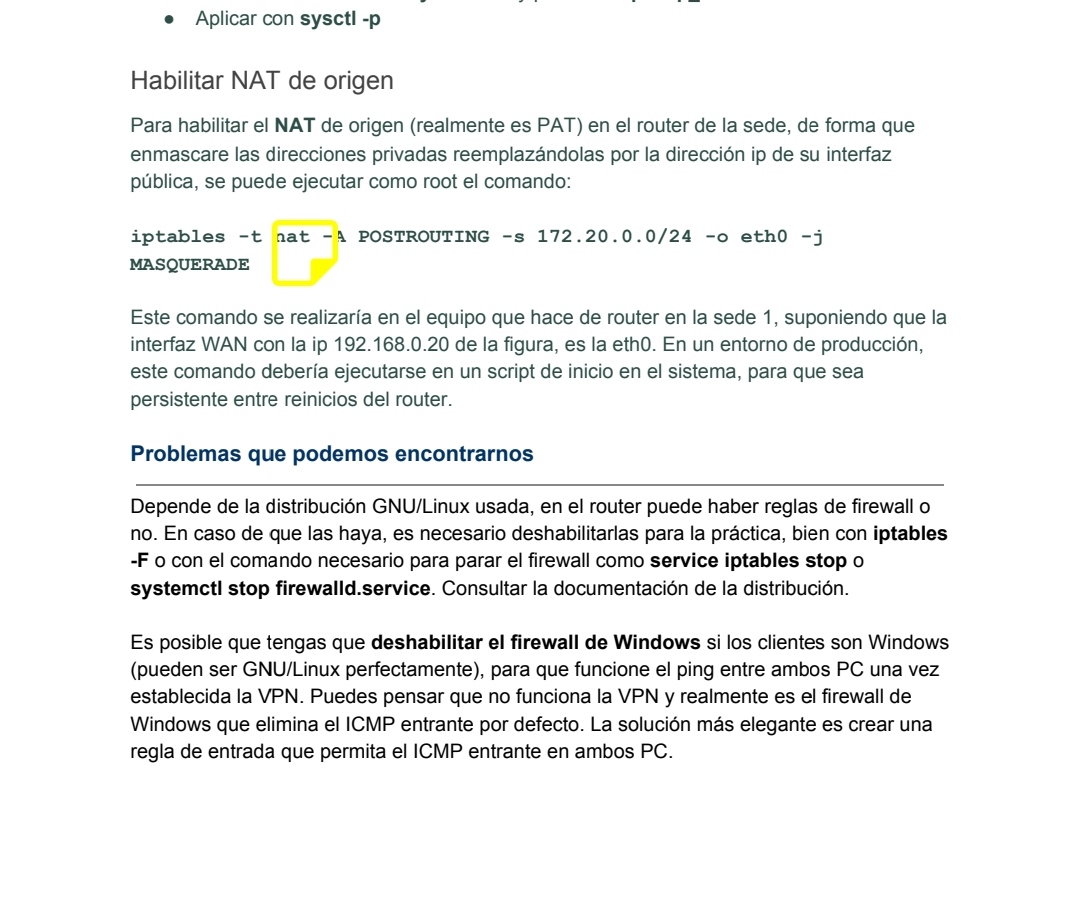 ● Aplicar con sysctl -p
Habilitar NAT de origen
Para habilitar el NAT de origen (realmente es PAT) en el router de la sede, de forma que
enmascare las direcciones privadas reemplazándolas por la dirección ip de su interfaz
pública, se puede ejecutar como root el comando:
iptables -t nat -A POSTROUTING -s 172.20.0.0/24 -o eth0 -j
MASQUERADE
Este comando se realizaría en el equipo que hace de router en la sede 1, suponiendo que la
interfaz WAN con la ip 192.168.0.20 de la figura, es la eth0. En un entorno de producción,
este comando debería ejecutarse en un script de inicio en el sistema, para que sea
persistente entre reinicios del router.
Problemas que podemos encontrarnos
Depende de la distribución GNU/Linux usada, en el router puede haber reglas de firewall o
no. En caso de que las haya, es necesario deshabilitarlas para la práctica, bien con iptables
-F o con el comando necesario para parar el firewall como service iptables stop o
systemctl stop firewalld.service. Consultar la documentación de la distribución.
Es posible que tengas que deshabilitar el firewall de Windows si los clientes son Windows
(pueden ser GNU/Linux perfectamente), para que funcione el ping entre ambos PC una vez
establecida la VPN. Puedes pensar que no funciona la VPN y realmente es el firewall de
Windows que elimina el ICMP entrante por defecto. La solución más elegante es crear una
regla de entrada que permita el ICMP entrante en ambos PC.